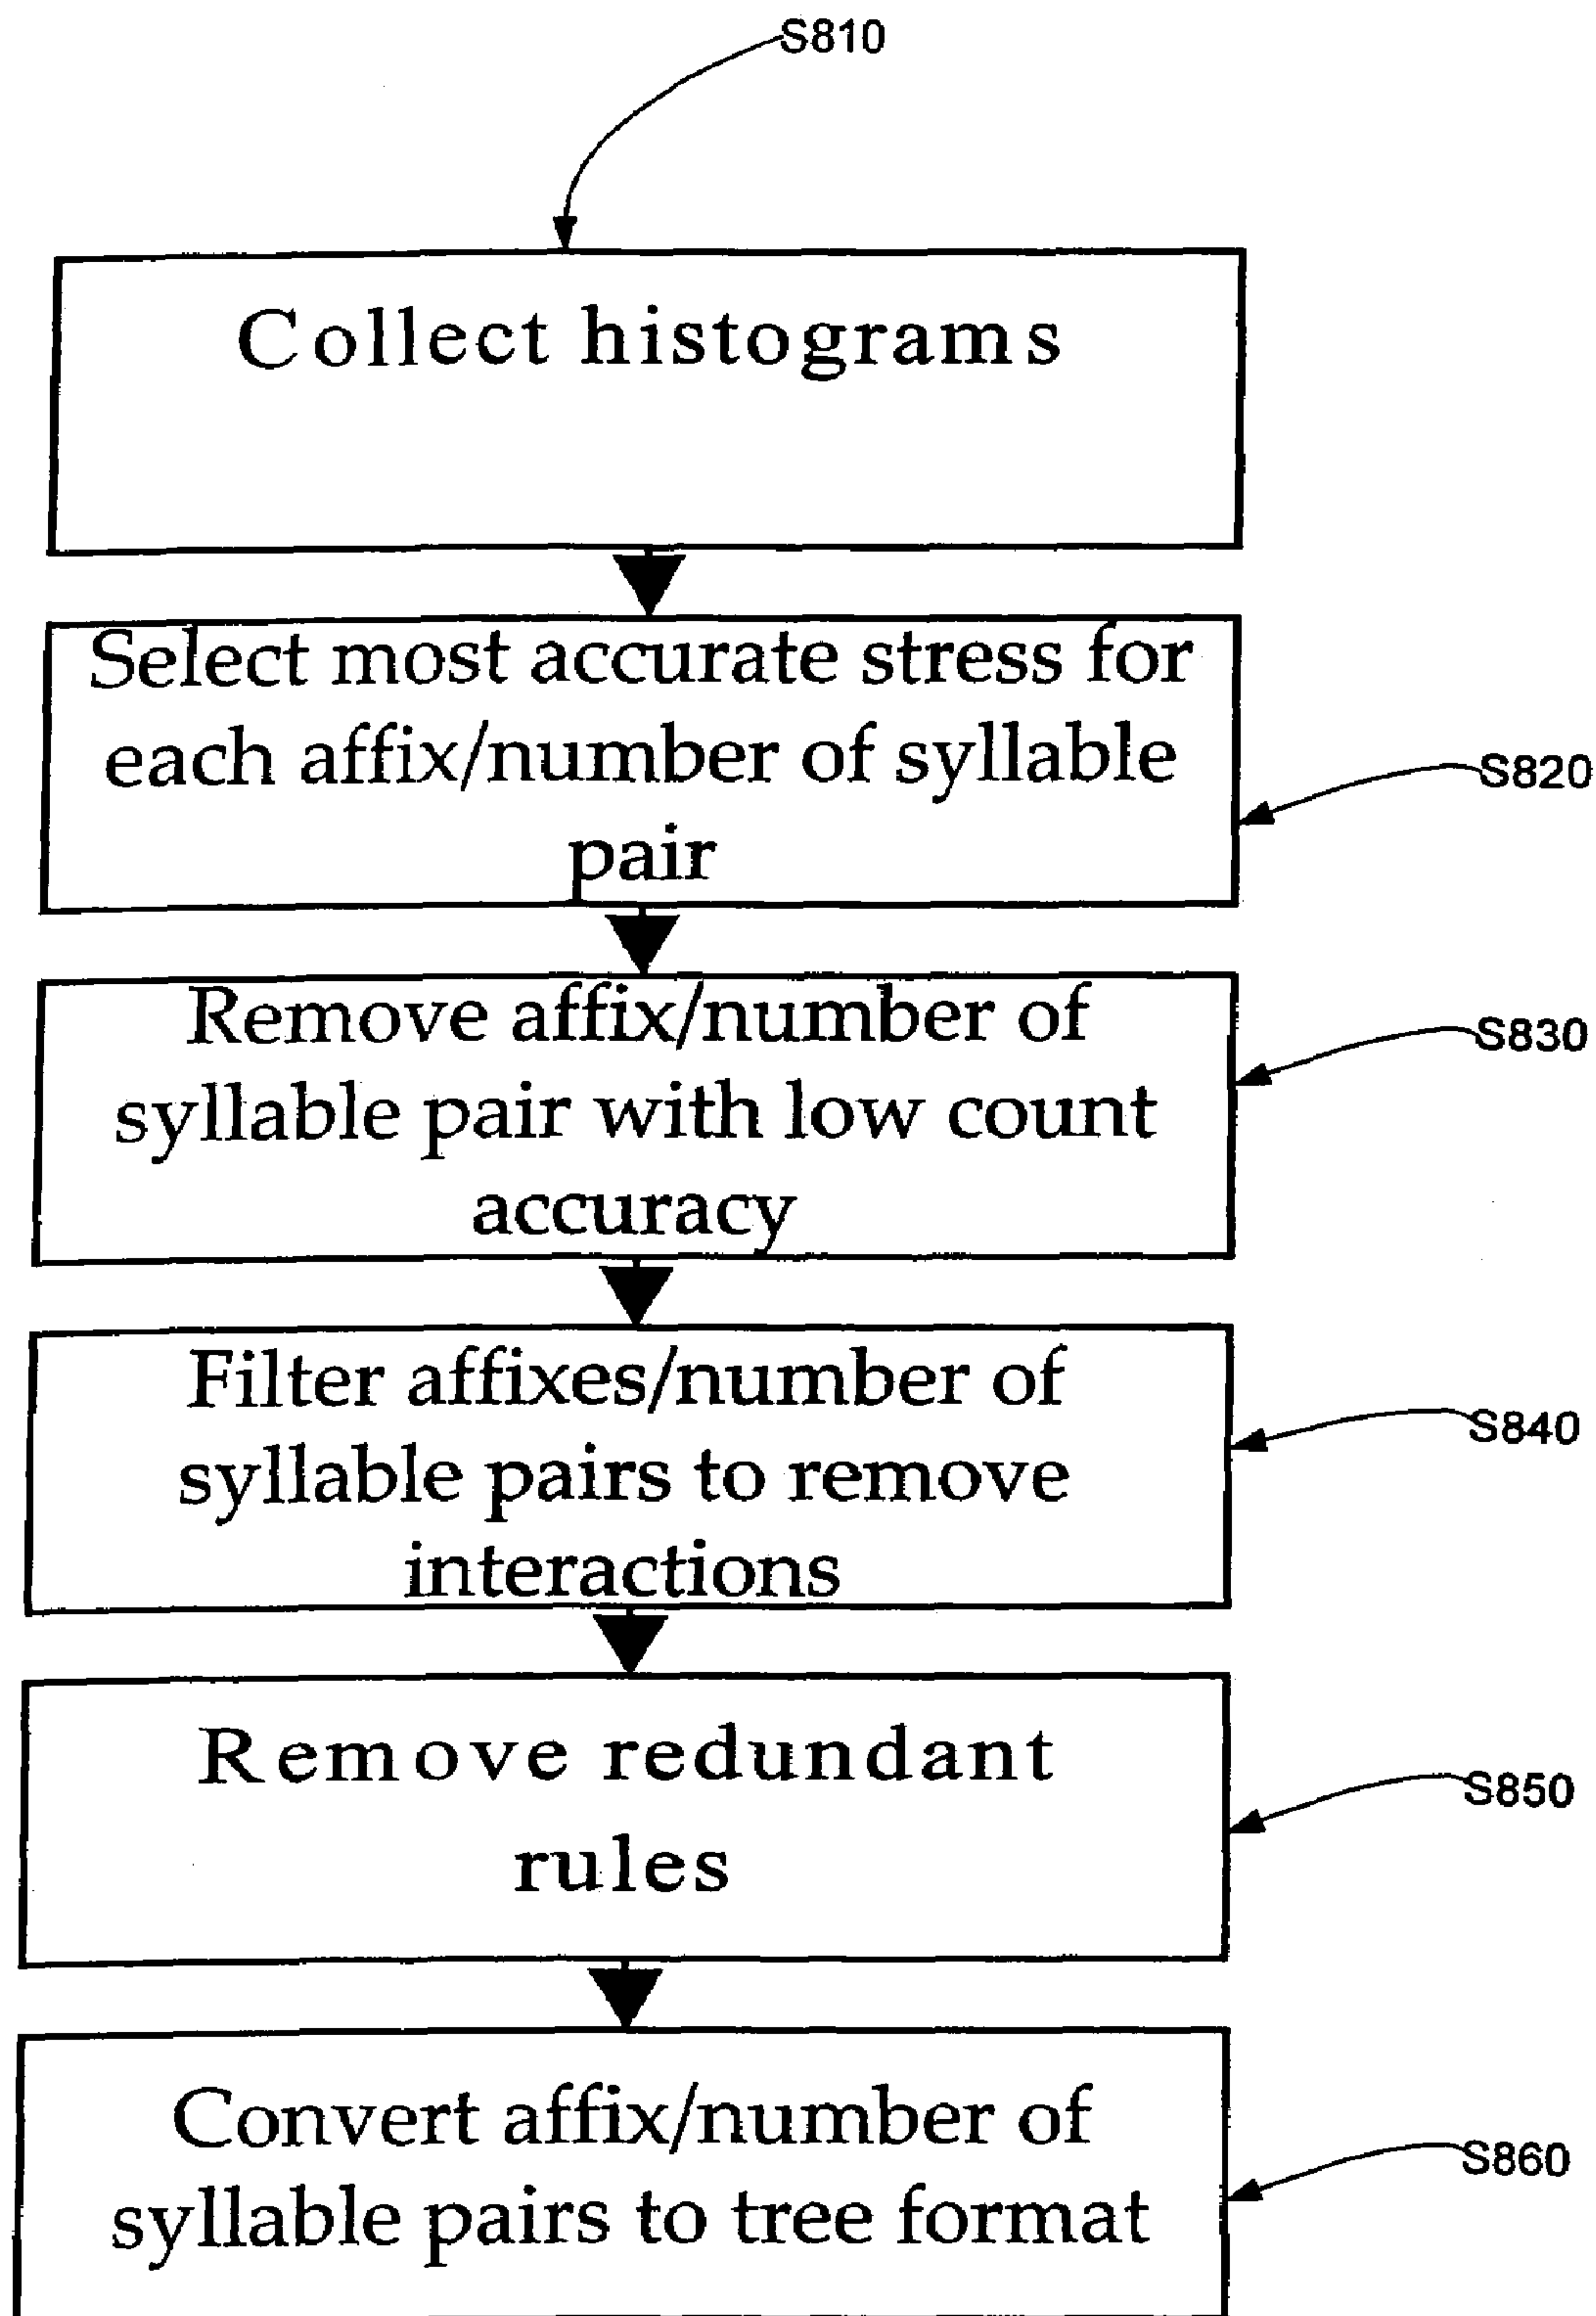 S810
Collect histograms
Select most accurate stress for
each affix/number of syllable
pair
S820
Remove affix/number of
syllable pair with low count
accuracy
S830
Filter affixes/number of
syllable pairs to remove
interactions
S840
Remove redundant
rules
S850
Convert affix/number of
syllable pairs to tree format
S860